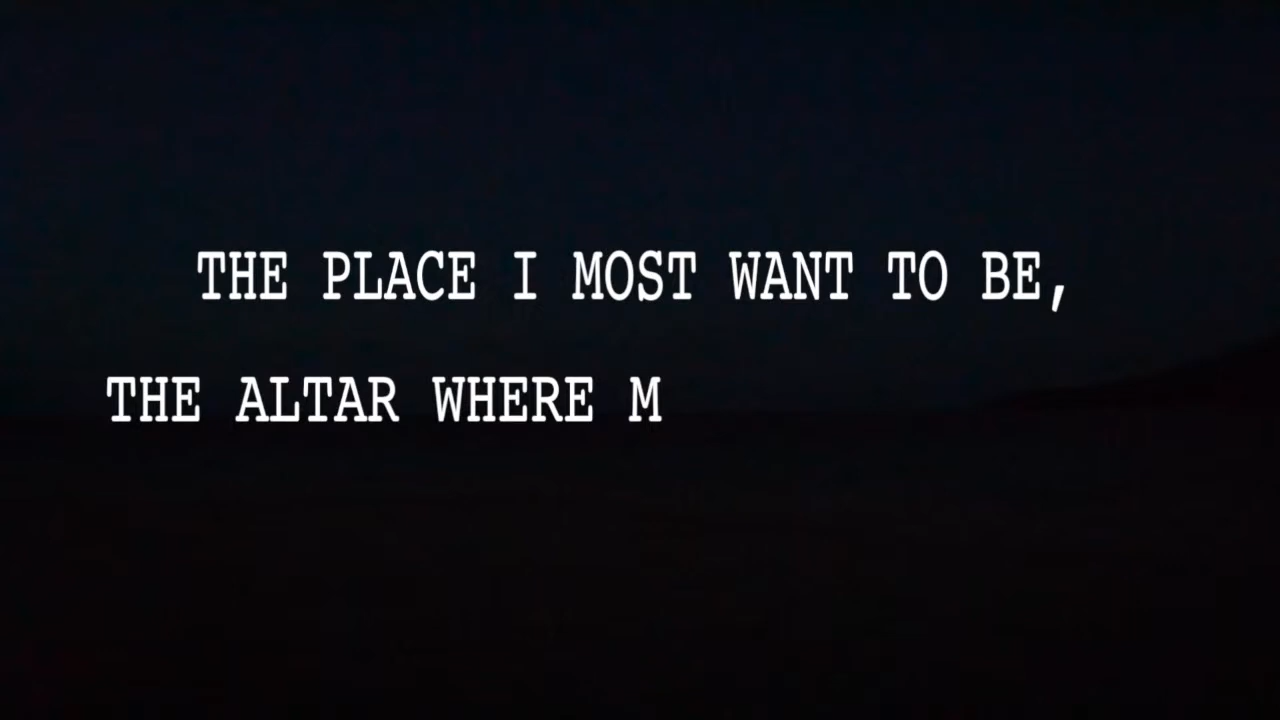 THE PLACE I MOST WANT TO BE,
THE ALTAR WHERE M